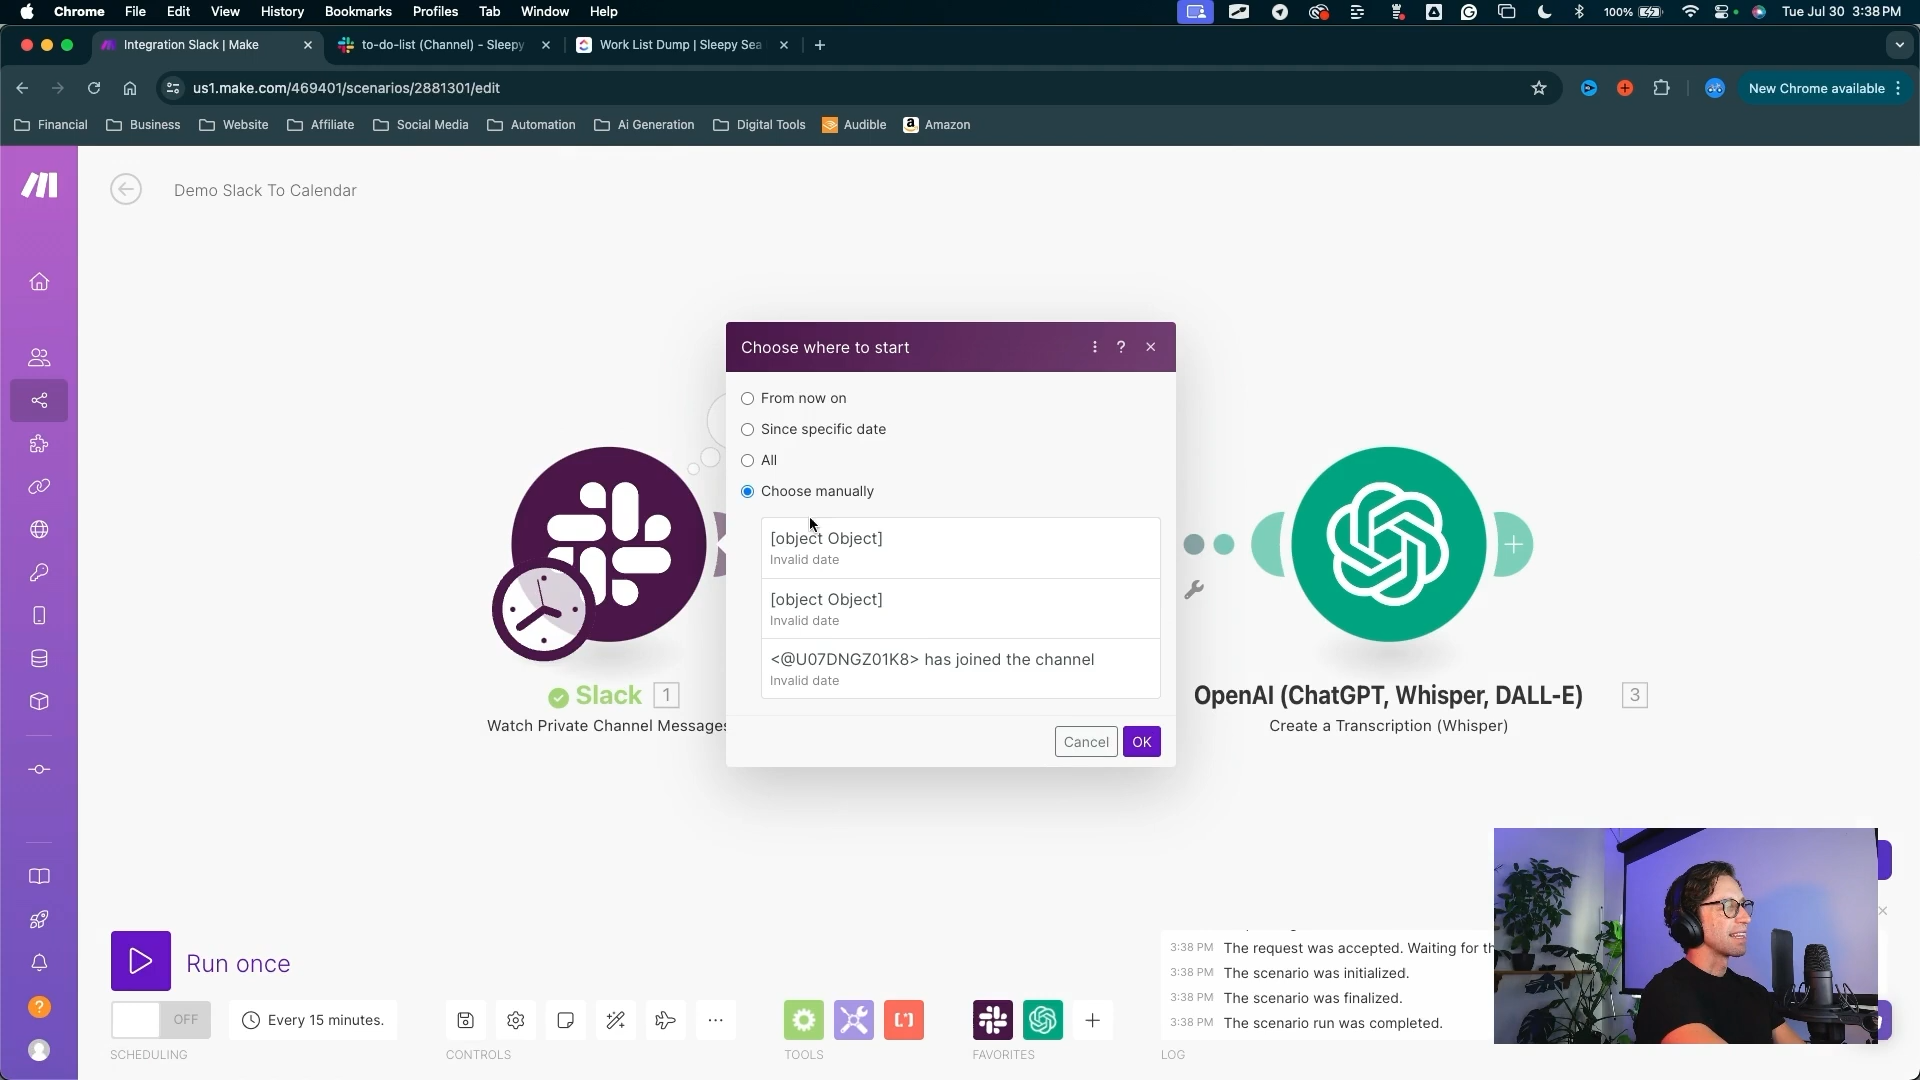 Chrome File Edit View History Bookmarks Profiles Tab Window Help 100% Tue Jul 30 3:38 PM
Integration Slack | Make
to-do-list (Channel) - Sleepy
Work List Dump | Sleepy Sea
us1.make.com/469401/scenarios/2881301/edit
New Chrome available
Financial Business Website Affiliate Social Media Automation Ai Generation Digital Tools Audible Amazon
Demo Slack To Calendar
Choose where to start
From now on
Since specific date
All
Choose manually
[object Object]
Invalid date
[object Object]
Invalid date
<@U07DNGZ01K8> has joined the channel
Invalid date
Cancel OK
Slack 1
Watch Private Channel Messages
OpenAI (ChatGPT, Whisper, DALL-E) 3
Create a Transcription (Whisper)
Run once
OFF
Every 15 minutes.
SCHEDULING
CONTROLS
TOOLS
FAVORITES
3:38 PM The request was accepted. Waiting for th
3:38 PM The scenario was initialized.
3:38 PM The scenario was finalized.
3:38 PM The scenario run was completed.
LOG